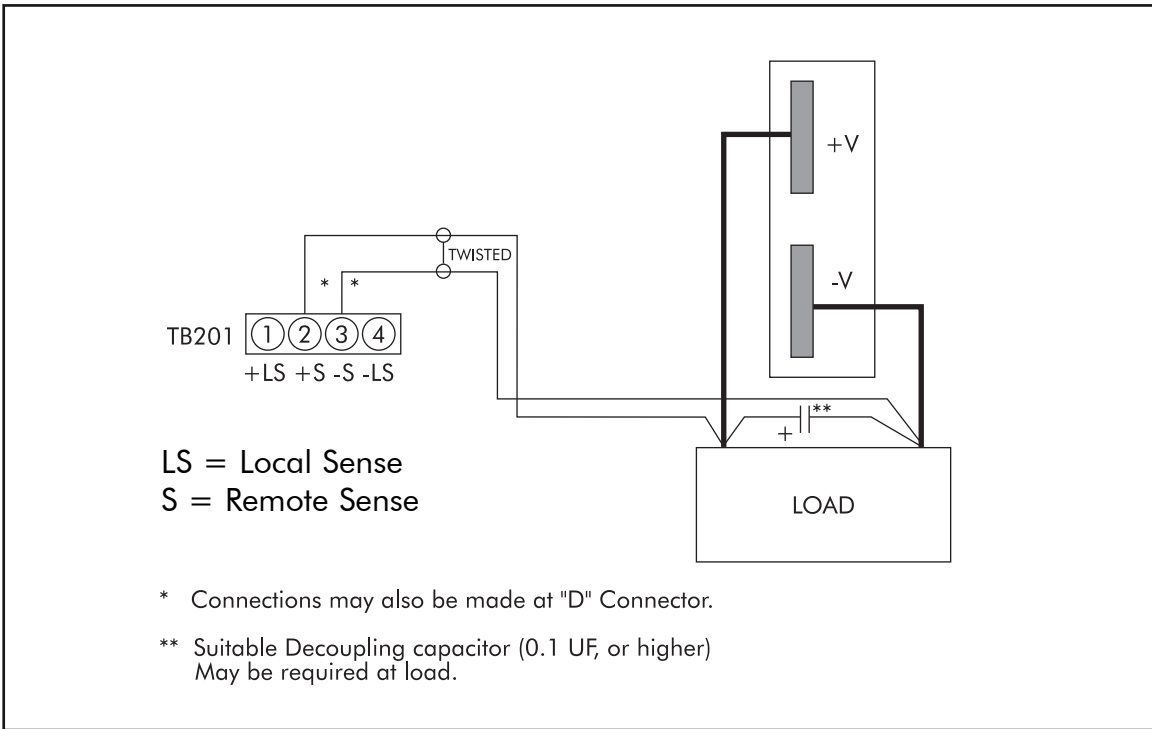 +V
-V
TWISTED
* *
TB201 1 2 3 4
+LS +S -S -LS
**
+
LS = Local Sense
S = Remote Sense
LOAD
* Connections may also be made at "D" Connector.
** Suitable Decoupling capacitor (0.1 UF, or higher)
May be required at load.